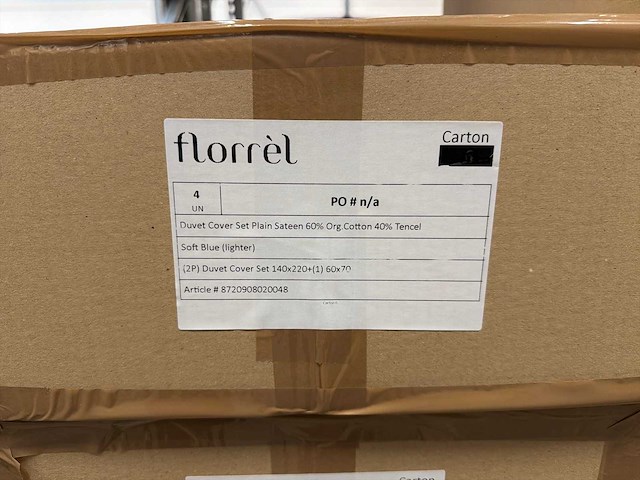 florrèl
Carton
4
UN
PO # n/a
Duvet Cover Set Plain Sateen 60% Org.Cotton 40% Tencel
Soft Blue (lighter)
(2P) Duvet Cover Set 140x220+(1) 60x70
Article # 8720908020048
Carton